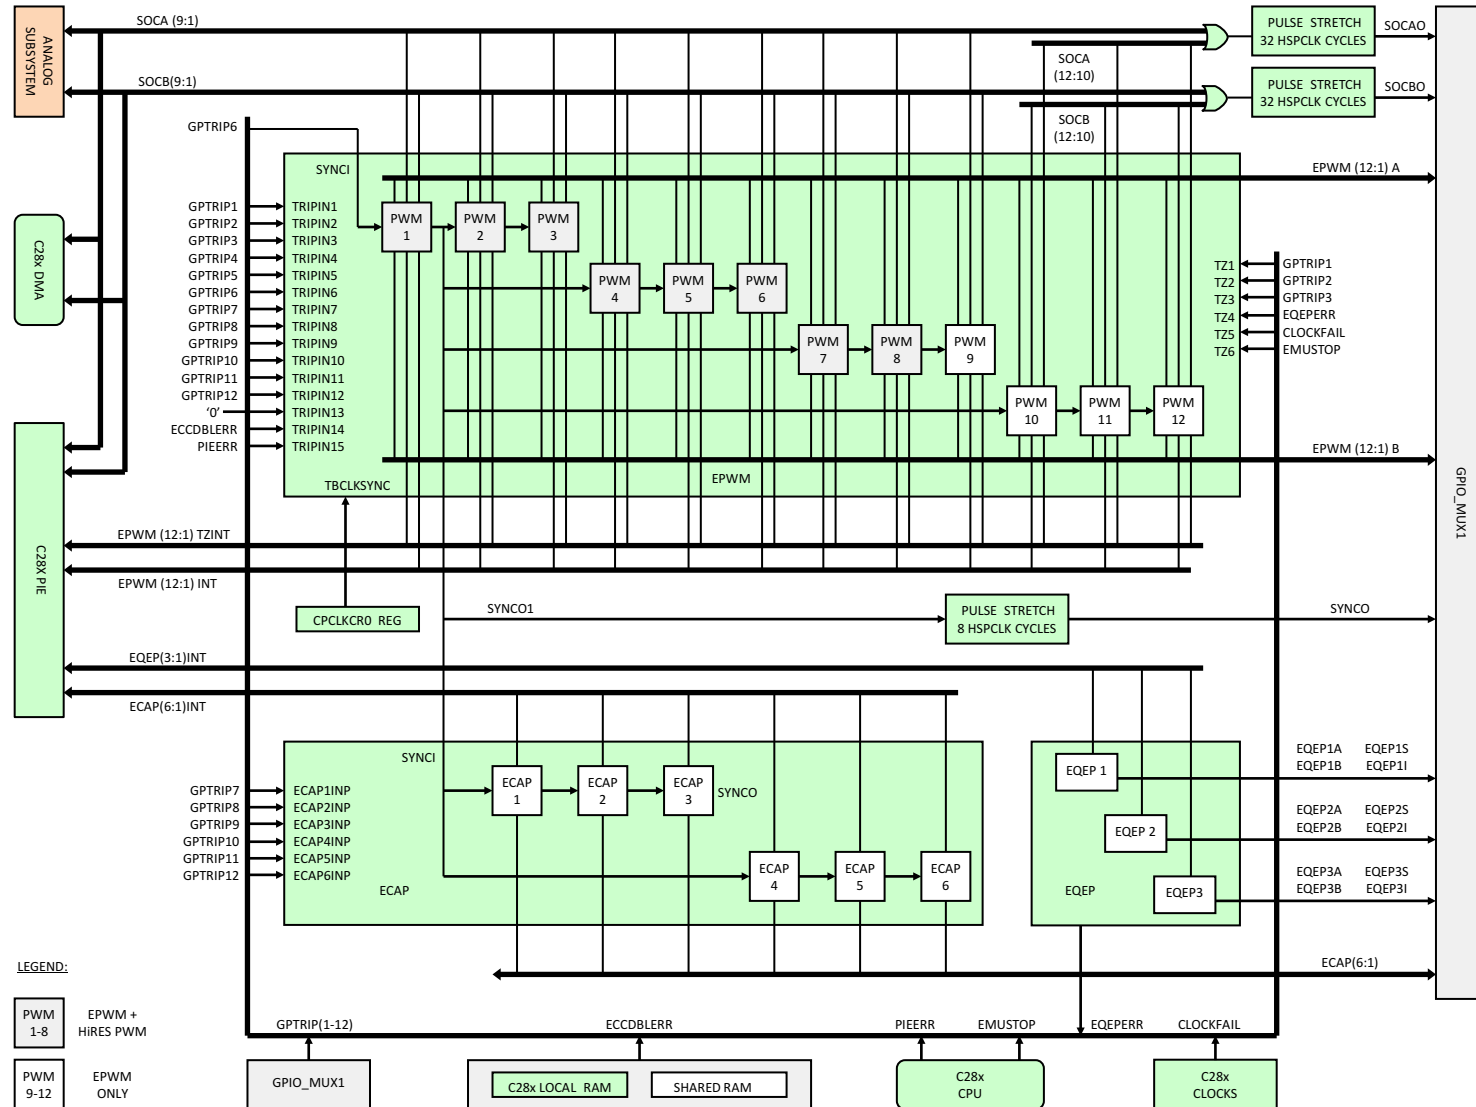 SOCA (9:1)
ANALOG
SUBSYSTEM
PULSE STRETCH
32 HSPCLK CYCLES
SOCAO
SOCA
(12:10)
SOCB(9:1)
PULSE STRETCH
32 HSPCLK CYCLES
SOCBO
SOCB
(12:10)
GPTRIP6
SYNCI
EPWM (12:1) A
GPTRIP1
GPTRIP2
GPTRIP3
GPTRIP4
GPTRIP5
GPTRIP6
GPTRIP7
GPTRIP8
GPTRIP9
GPTRIP10
GPTRIP11
GPTRIP12
‘0’
ECCDBLERR
PIEERR
TRIPIN1
TRIPIN2
TRIPIN3
TRIPIN4
TRIPIN5
TRIPIN6
TRIPIN7
TRIPIN8
TRIPIN9
TRIPIN10
TRIPIN11
TRIPIN12
TRIPIN13
TRIPIN14
TRIPIN15
PWM
1
PWM
2
PWM
3
PWM
4
PWM
5
PWM
6
PWM
7
PWM
8
PWM
9
PWM
10
PWM
11
PWM
12
TZ1
TZ2
TZ3
TZ4
TZ5
TZ6
GPTRIP1
GPTRIP2
GPTRIP3
EQEPERR
CLOCKFAIL
EMUSTOP
C28x DMA
EPWM (12:1) B
EPWM
TBCLKSYNC
GPIO_MUX1
C28X PIE
EPWM (12:1) TZINT
EPWM (12:1) INT
CPCLKCR0 REG
SYNCO1
PULSE STRETCH
8 HSPCLK CYCLES
SYNCO
EQEP(3:1)INT
ECAP(6:1)INT
SYNCI
GPTRIP7
GPTRIP8
GPTRIP9
GPTRIP10
GPTRIP11
GPTRIP12
ECAP1INP
ECAP2INP
ECAP3INP
ECAP4INP
ECAP5INP
ECAP6INP
ECAP
1
ECAP
2
ECAP
3
SYNCO
ECAP
4
ECAP
5
ECAP
6
ECAP
EQEP 1
EQEP 2
EQEP3
EQEP
EQEP1A EQEP1S
EQEP1B EQEP1I
EQEP2A EQEP2S
EQEP2B EQEP2I
EQEP3A EQEP3S
EQEP3B EQEP3I
ECAP(6:1)
LEGEND:
PWM
1-8
EPWM +
HiRES PWM
PWM
9-12
EPWM
ONLY
GPTRIP(1-12)
ECCDBLERR
PIEERR
EMUSTOP
EQEPERR
CLOCKFAIL
GPIO_MUX1
C28x LOCAL RAM
SHARED RAM
C28x
CPU
C28x
CLOCKS